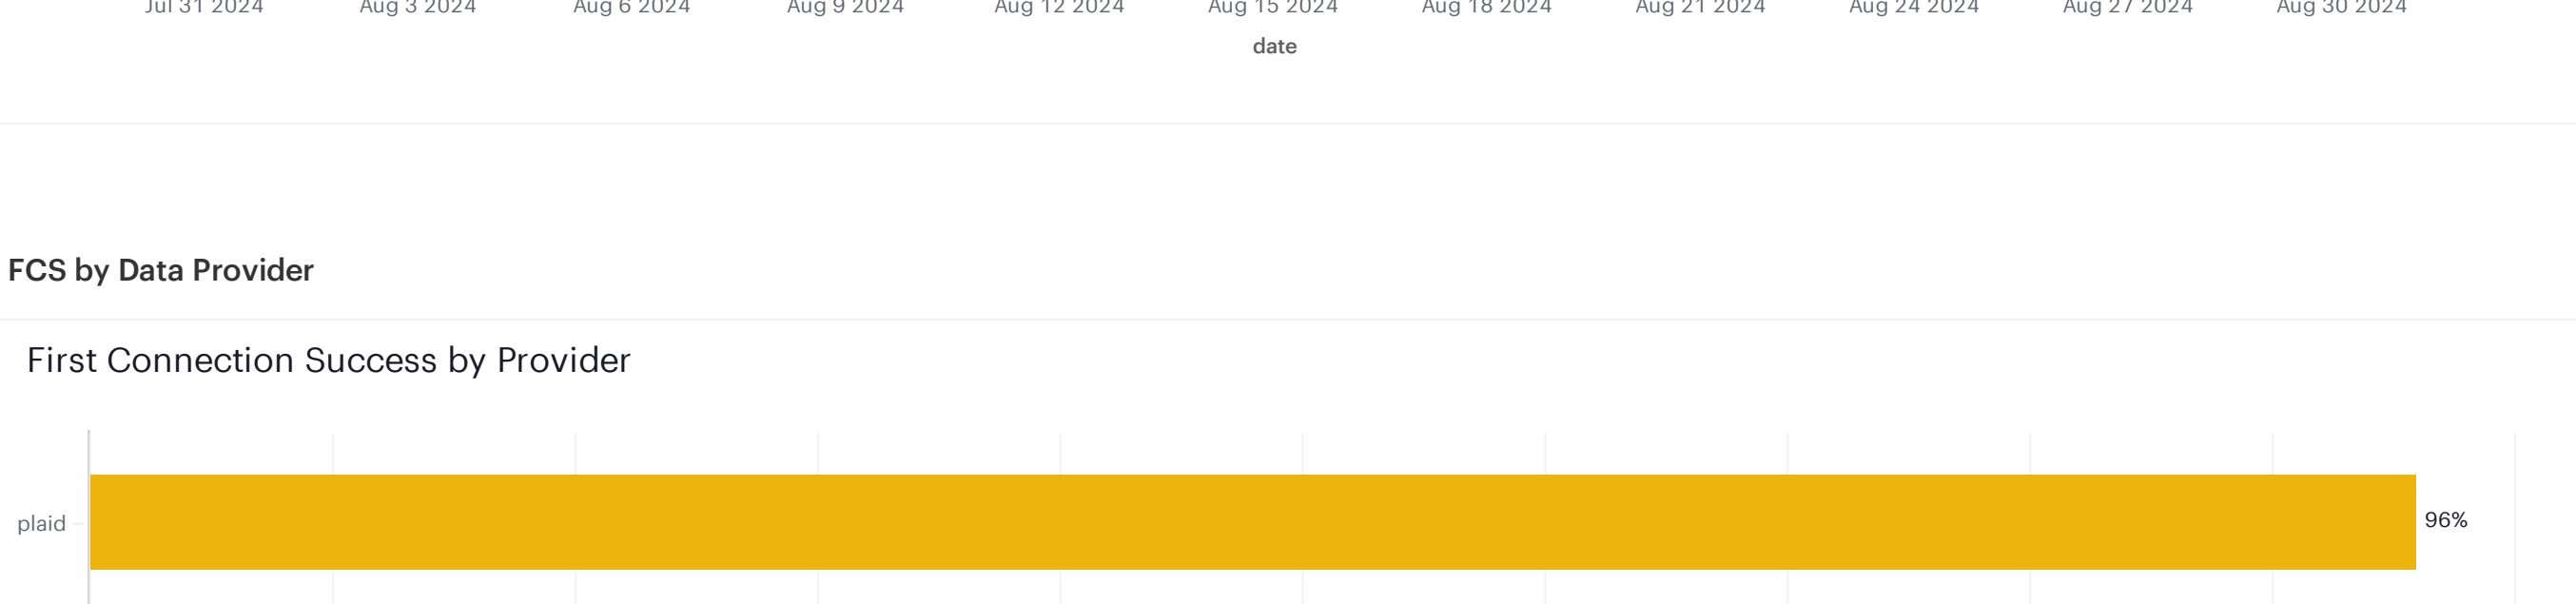 Jul 31 2024 Aug 3 2024 Aug 6 2024 Aug 9 2024 Aug 12 2024 Aug 15 2024 Aug 18 2024 Aug 21 2024 Aug 24 2024 Aug 27 2024 Aug 30 2024
date
FCS by Data Provider
First Connection Success by Provider
plaid 96%